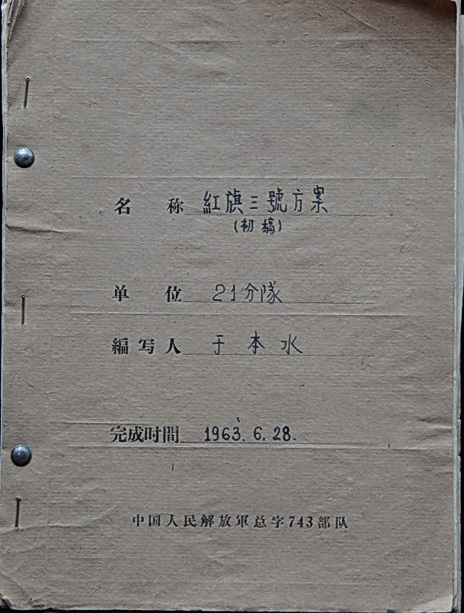 名 称 紅旗三號方案
(初稿)
单 位 21分隊
編写人 于本水
完成时間 1963.6.28.
中国人民解放軍总字743部队